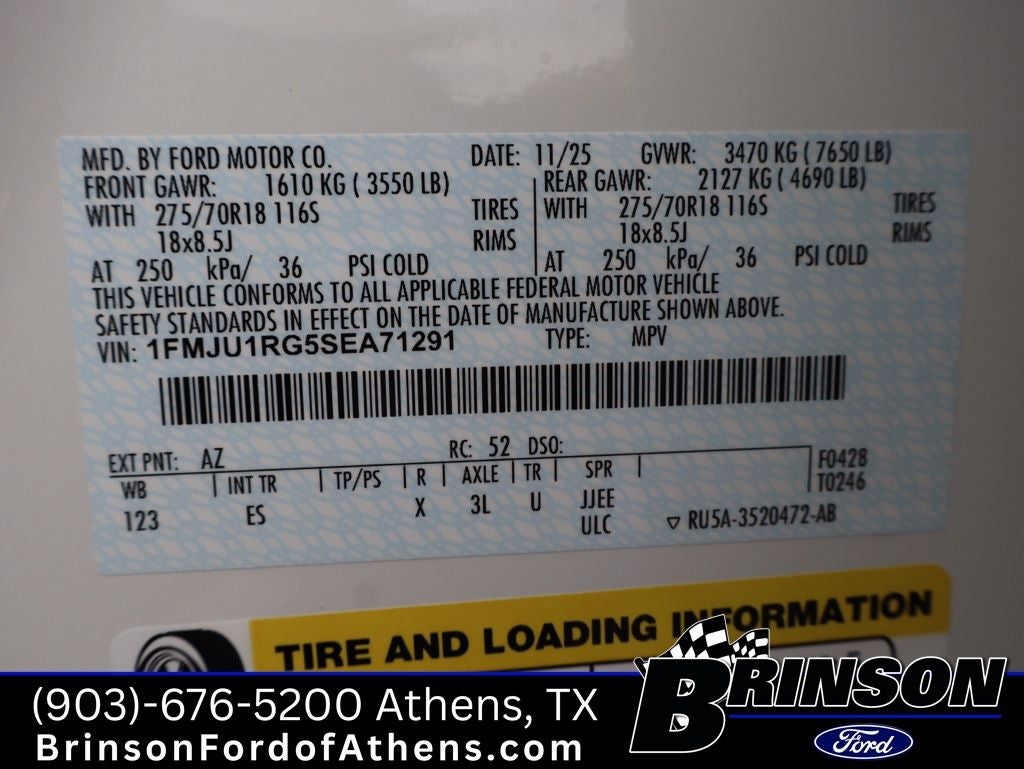 MFD. BY FORD MOTOR CO. DATE: 11/25 GVWR: 3470 KG ( 7650 LB)
FRONT GAWR: 1610 KG ( 3550 LB) REAR GAWR: 2127 KG ( 4690 LB)
WITH 275/70R18 116S TIRES WITH 275/70R18 116S TIRES
18x8.5J RIMS 18x8.5J RIMS
AT 250 kPa/ 36 PSI COLD AT 250 kPa/ 36 PSI COLD
THIS VEHICLE CONFORMS TO ALL APPLICABLE FEDERAL MOTOR VEHICLE
SAFETY STANDARDS IN EFFECT ON THE DATE OF MANUFACTURE SHOWN ABOVE.
VIN: 1FMJU1RG5SEA71291 TYPE: MPV
EXT PNT: AZ RC: 52 DSO:
WB INT TR TP/PS R AXLE TR SPR F0428
T0246
123 ES X 3L U JJEE
ULC ▽ RU5A-3520472-AB
TIRE AND LOADING INFORMATION
(903)-676-5200 Athens, TX
BrinsonFordofAthens.com
BRINSON
Ford